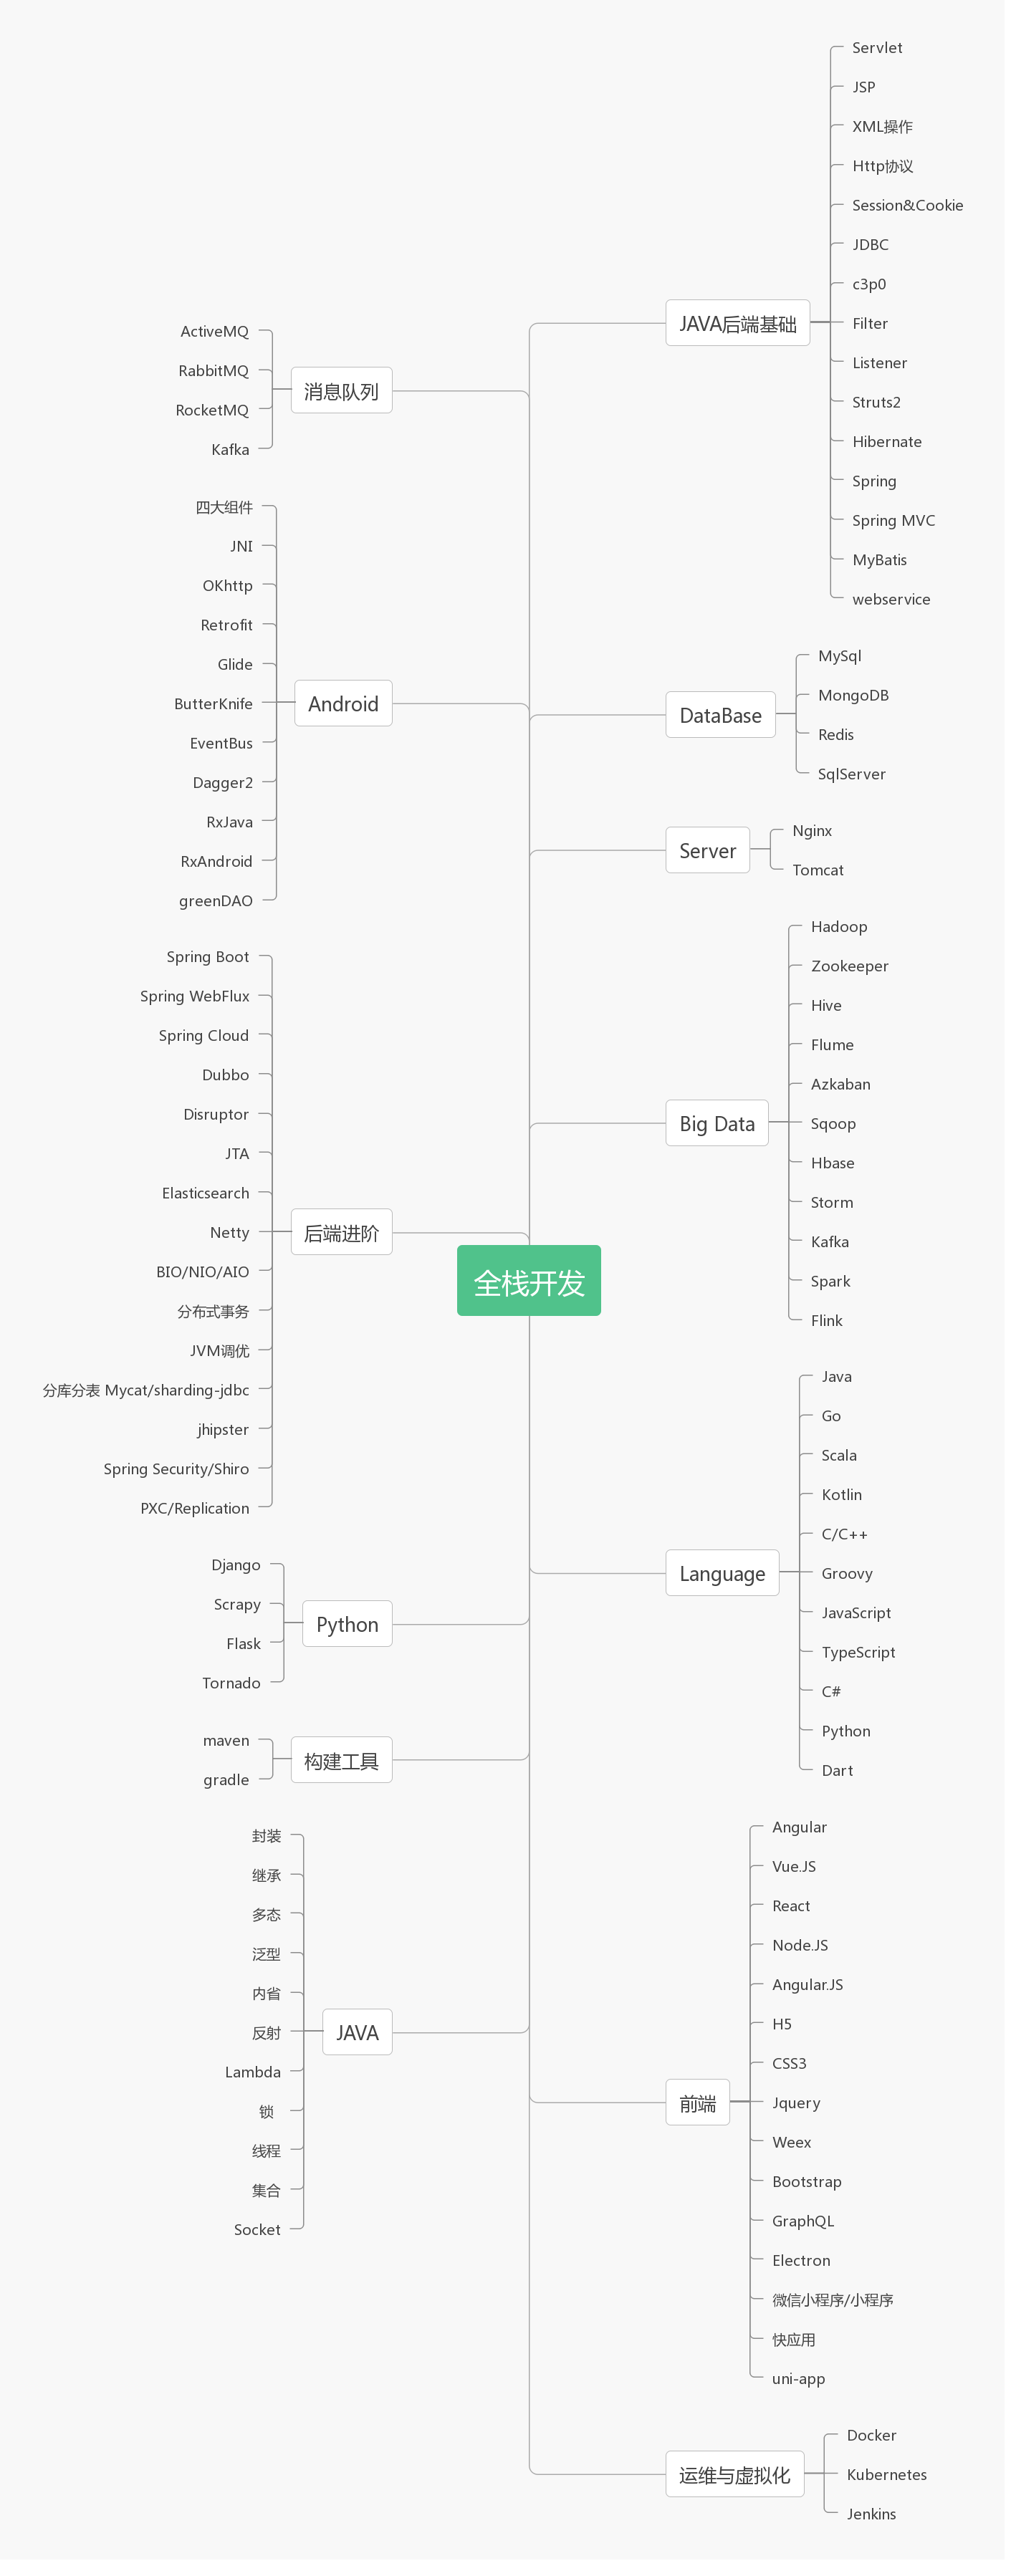 全栈开发
JAVA后端基础
Servlet
JSP
XML操作
Http协议
Session&Cookie
JDBC
c3p0
Filter
Listener
Struts2
Hibernate
Spring
Spring MVC
MyBatis
webservice
DataBase
MySql
MongoDB
Redis
SqlServer
Server
Nginx
Tomcat
Big Data
Hadoop
Zookeeper
Hive
Flume
Azkaban
Sqoop
Hbase
Storm
Kafka
Spark
Flink
Language
Java
Go
Scala
Kotlin
C/C++
Groovy
JavaScript
TypeScript
C#
Python
Dart
前端
Angular
Vue.JS
React
Node.JS
Angular.JS
H5
CSS3
Jquery
Weex
Bootstrap
GraphQL
Electron
微信小程序/小程序
快应用
uni-app
运维与虚拟化
Docker
Kubernetes
Jenkins
消息队列
ActiveMQ
RabbitMQ
RocketMQ
Kafka
Android
四大组件
JNI
OKhttp
Retrofit
Glide
ButterKnife
EventBus
Dagger2
RxJava
RxAndroid
greenDAO
后端进阶
Spring Boot
Spring WebFlux
Spring Cloud
Dubbo
Disruptor
JTA
Elasticsearch
Netty
BIO/NIO/AIO
分布式事务
JVM调优
分库分表 Mycat/sharding-jdbc
jhipster
Spring Security/Shiro
PXC/Replication
Python
Django
Scrapy
Flask
Tornado
构建工具
maven
gradle
JAVA
封装
继承
多态
泛型
内省
反射
Lambda
锁
线程
集合
Socket